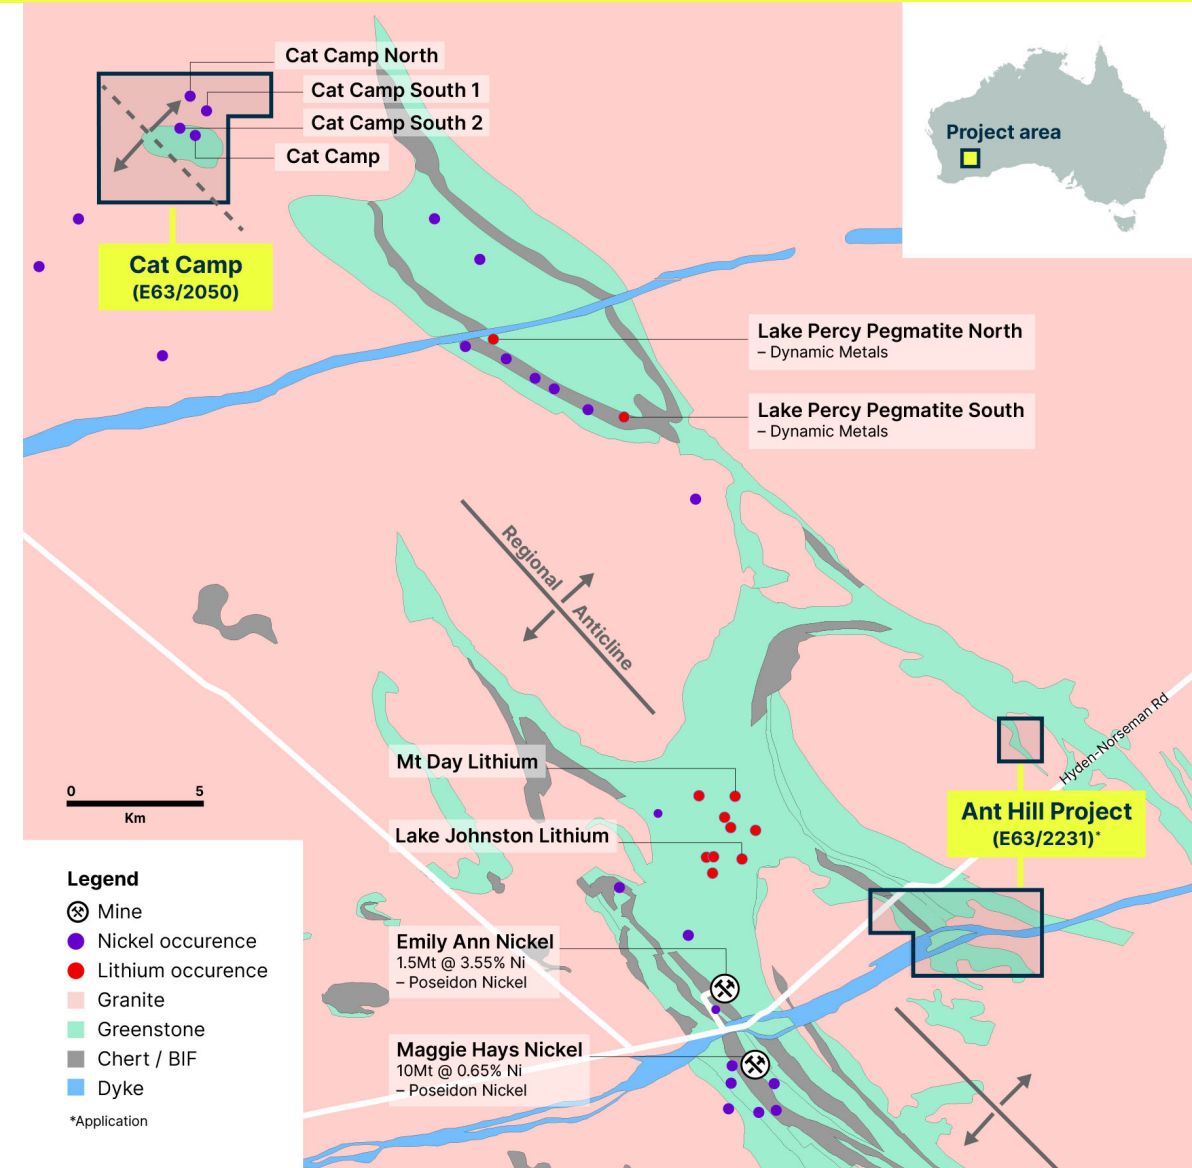 Cat Camp North
Cat Camp South 1
Cat Camp South 2
Cat Camp
Project area
Cat Camp
(E63/2050)
Lake Percy Pegmatite North
– Dynamic Metals
Lake Percy Pegmatite South
– Dynamic Metals
Regional Anticline
Hyden-Norseman Rd
Mt Day Lithium
0 5
Km
Ant Hill Project
(E63/2231)*
Lake Johnston Lithium
Emily Ann Nickel
1.5Mt @ 3.55% Ni
– Poseidon Nickel
Maggie Hays Nickel
10Mt @ 0.65% Ni
– Poseidon Nickel
Legend
Mine
Nickel occurence
Lithium occurence
Granite
Greenstone
Chert / BIF
Dyke
*Application